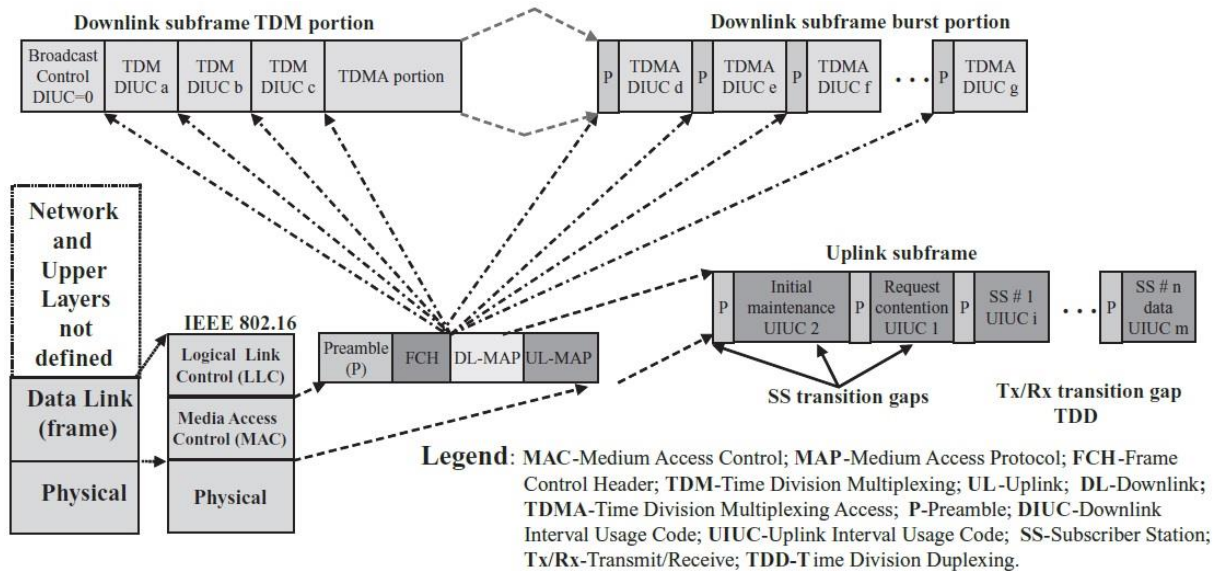 Downlink subframe TDM portion
Downlink subframe burst portion
Broadcast
Control
DIUC=0
TDM
DIUC a
TDM
DIUC b
TDM
DIUC c
TDMA portion
P
TDMA
DIUC d
P
TDMA
DIUC e
P
TDMA
DIUC f
. . .
P
TDMA
DIUC g
Network
and
Upper
Layers
not
defined
Data Link
(frame)
Physical
IEEE 802.16
Logical Link
Control (LLC)
Media Access
Control (MAC)
Physical
Preamble
(P)
FCH
DL-MAP
UL-MAP
Uplink subframe
P
Initial
maintenance
UIUC 2
P
Request
contention
UIUC 1
P
SS # 1
UIUC i
. . .
P
SS # n
data
UIUC m
SS transition gaps
Tx/Rx transition gap
TDD
Legend: MAC-Medium Access Control; MAP-Medium Access Protocol; FCH-Frame
Control Header; TDM-Time Division Multiplexing; UL-Uplink; DL-Downlink;
TDMA-Time Division Multiplexing Access; P-Preamble; DIUC-Downlink
Interval Usage Code; UIUC-Uplink Interval Usage Code; SS-Subscriber Station;
Tx/Rx-Transmit/Receive; TDD-Time Division Duplexing.